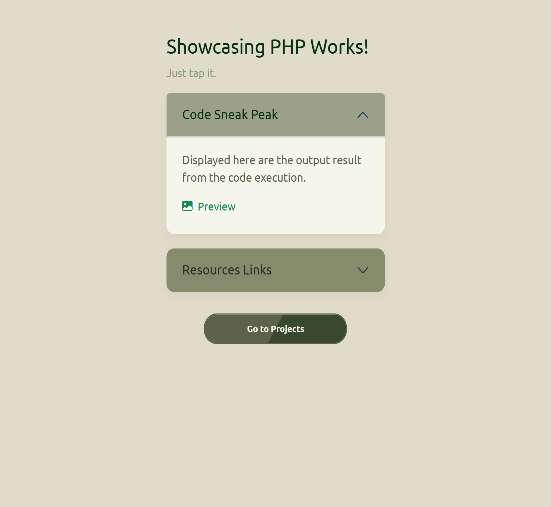 Showcasing PHP Works!
Just tap it.
Code Sneak Peak
Displayed here are the output result
from the code execution.
Preview
Resources Links
Go to Projects